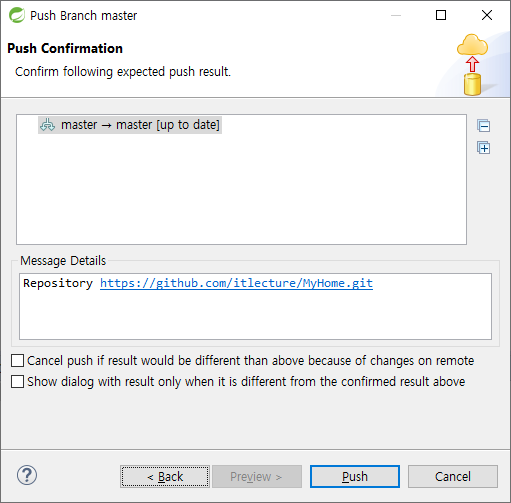 Push Branch master
Push Confirmation
Confirm following expected push result.
master → master [up to date]
Message Details
Repository https://github.com/itlecture/MyHome.git
Cancel push if result would be different than above because of changes on remote
Show dialog with result only when it is different from the confirmed result above
< Back Preview > Push Cancel